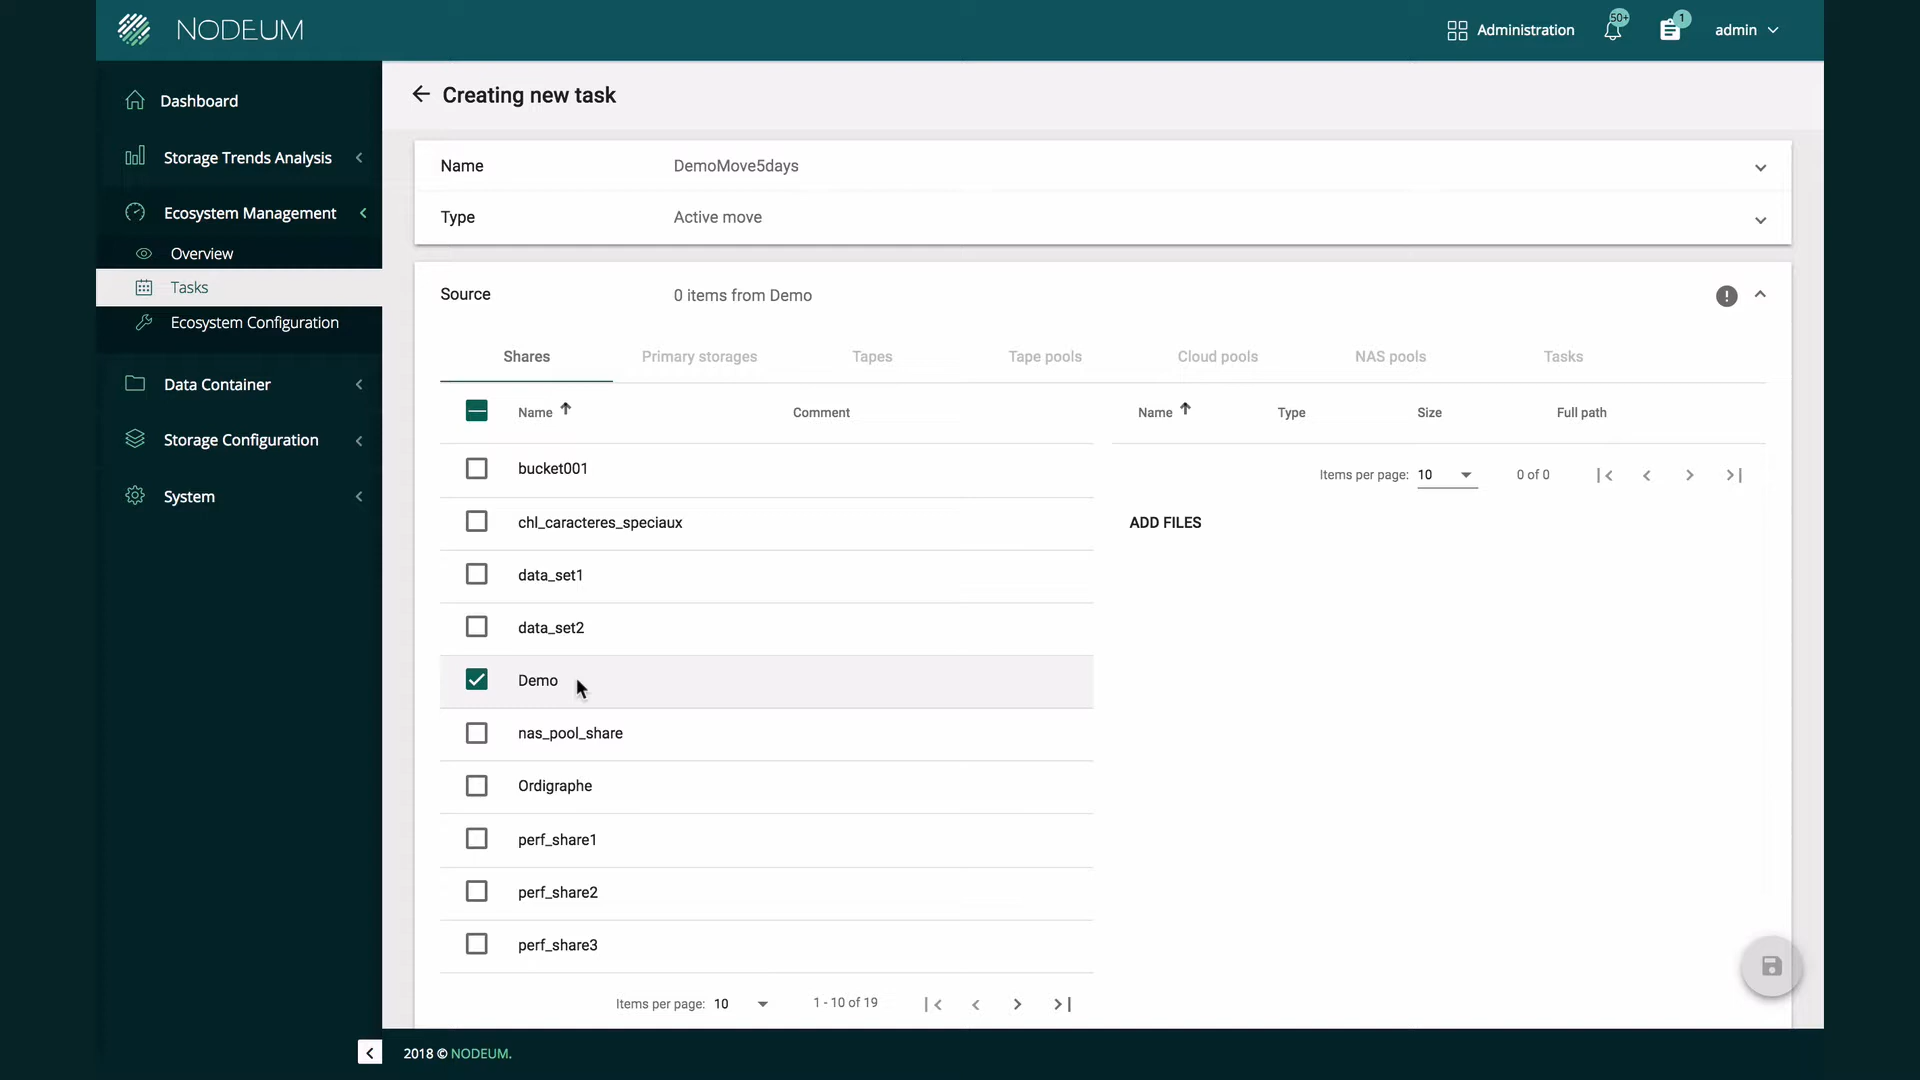 NODEUM
Administration
50+
1
admin
Dashboard
Storage Trends Analysis
Ecosystem Management
Overview
Tasks
Ecosystem Configuration
Data Container
Storage Configuration
System
Creating new task
Name DemoMove5days
Type Active move
Source 0 items from Demo
Shares Primary storages Tapes Tape pools Cloud pools NAS pools Tasks
Name Comment
bucket001
chl_caracteres_speciaux
data_set1
data_set2
Demo
nas_pool_share
Ordigraphe
perf_share1
perf_share2
perf_share3
Items per page: 10 1 - 10 of 19
Name Type Size Full path
Items per page: 10 0 of 0
ADD FILES
2018 © NODEUM.